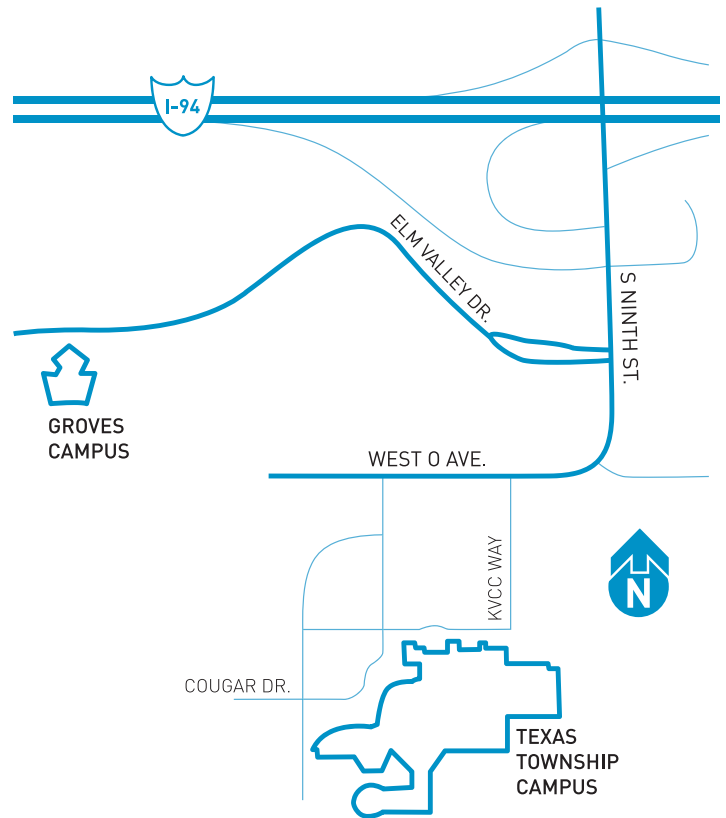 I-94
ELM VALLEY DR.
S NINTH ST.
GROVES
CAMPUS
WEST O AVE.
KVCC WAY
N
COUGAR DR.
TEXAS
TOWNSHIP
CAMPUS